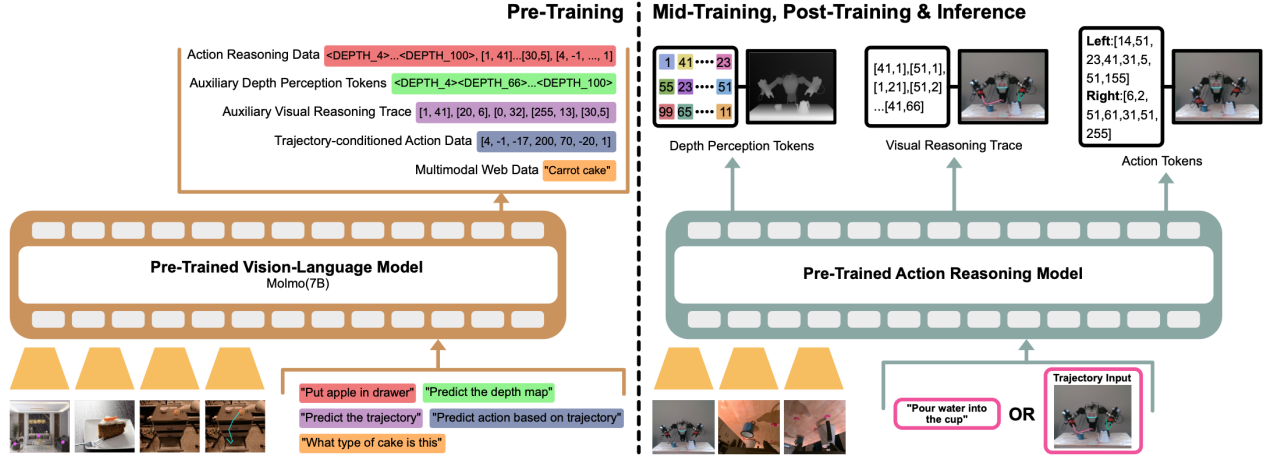 Pre-Training
Action Reasoning Data <DEPTH_4>...<DEPTH_100>, [1, 41]...[30,5], [4, -1, ..., 1]
Auxiliary Depth Perception Tokens <DEPTH_4><DEPTH_66>...<DEPTH_100>
Auxiliary Visual Reasoning Trace [1, 41], [20, 6], [0, 32], [255, 13], [30,5]
Trajectory-conditioned Action Data [4, -1, -17, 200, 70, -20, 1]
Multimodal Web Data "Carrot cake"
Pre-Trained Vision-Language Model
Molmo(7B)
"Put apple in drawer" "Predict the depth map"
"Predict the trajectory" "Predict action based on trajectory"
"What type of cake is this"
Mid-Training, Post-Training & Inference
1 41 ···· 23
55 23 ···· 51
99 65 ···· 11
Depth Perception Tokens
[41,1],[51,1],
[1,21],[51,2]
...[41,66]
Visual Reasoning Trace
Left:[14,51,
23,41,31,5,
51,155]
Right:[6,2,
51,61,31,51,
255]
Action Tokens
Pre-Trained Action Reasoning Model
"Pour water into
the cup"
OR
Trajectory Input